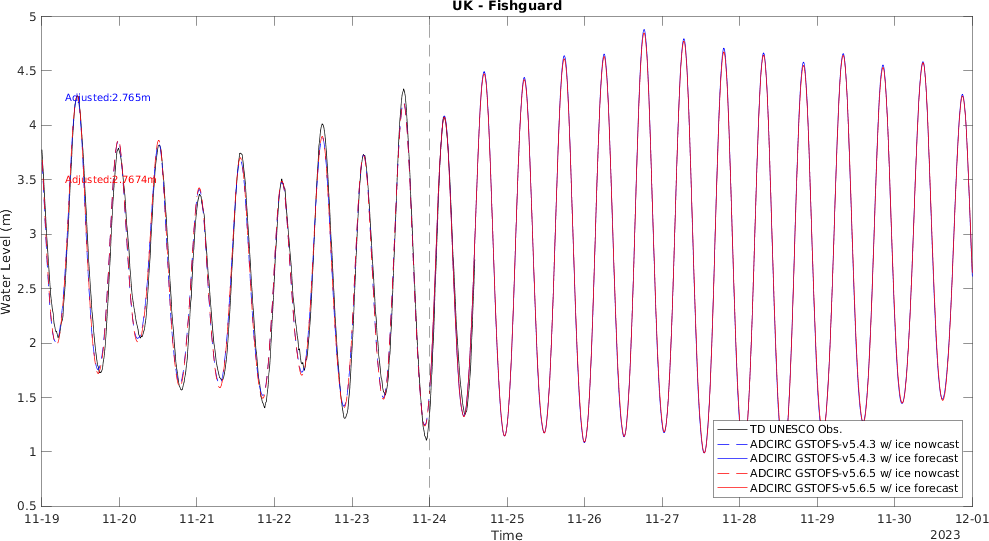 UK - Fishguard
5
4.5
4
3.5
3
2.5
2
1.5
1
0.5
Water Level (m)
Adjusted:2.765m
Adjusted:2.7674m
TD UNESCO Obs.
ADCIRC GSTOFS-v5.4.3 w/ ice nowcast
ADCIRC GSTOFS-v5.4.3 w/ ice forecast
ADCIRC GSTOFS-v5.6.5 w/ ice nowcast
ADCIRC GSTOFS-v5.6.5 w/ ice forecast
11-19 11-20 11-21 11-22 11-23 11-24 11-25 11-26 11-27 11-28 11-29 11-30 12-01
Time
2023